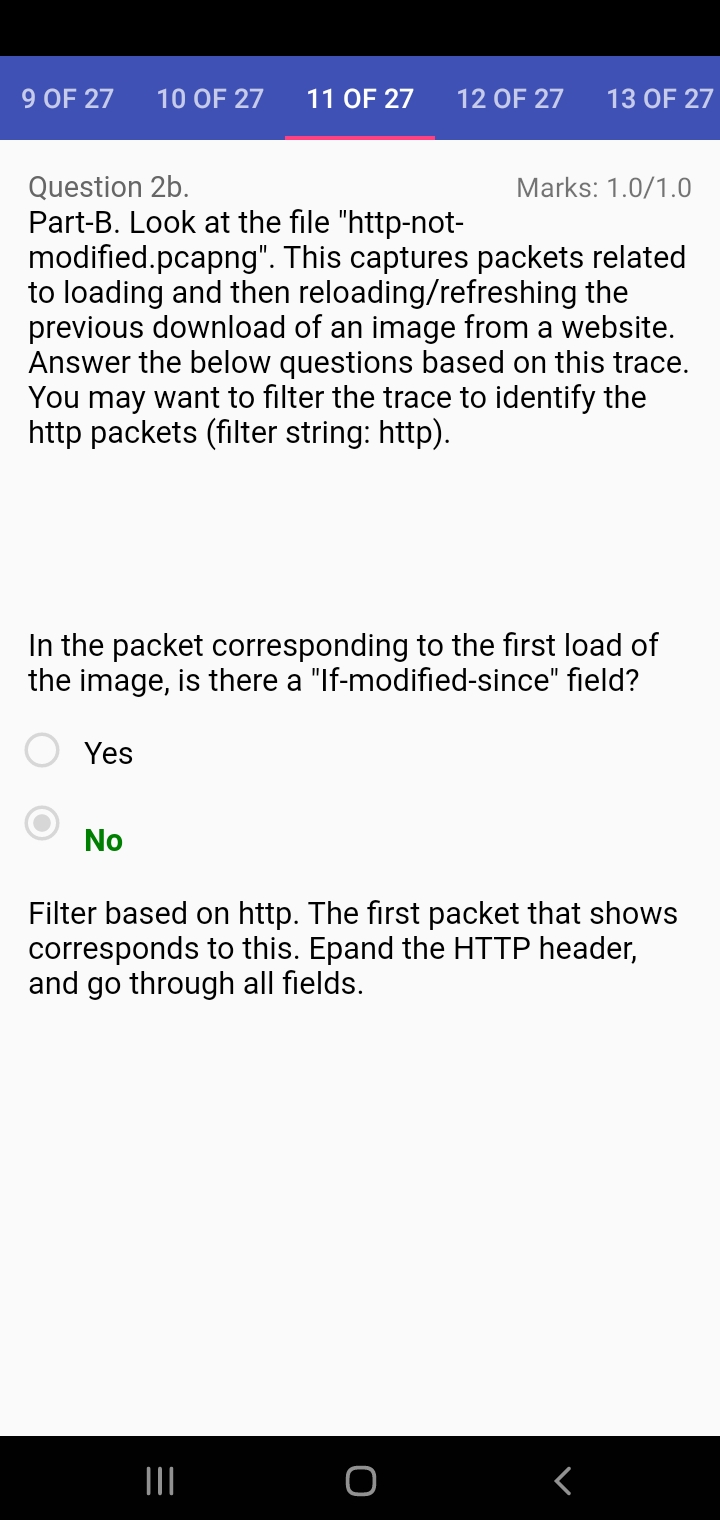 9 OF 27 10 OF 27 11 OF 27 12 OF 27 13 OF 27
Question 2b. Marks: 1.0/1.0
Part-B. Look at the file "http-not-
modified.pcapng". This captures packets related
to loading and then reloading/refreshing the
previous download of an image from a website.
Answer the below questions based on this trace.
You may want to filter the trace to identify the
http packets (filter string: http).
In the packet corresponding to the first load of
the image, is there a "If-modified-since" field?
Yes
No
Filter based on http. The first packet that shows
corresponds to this. Epand the HTTP header,
and go through all fields.